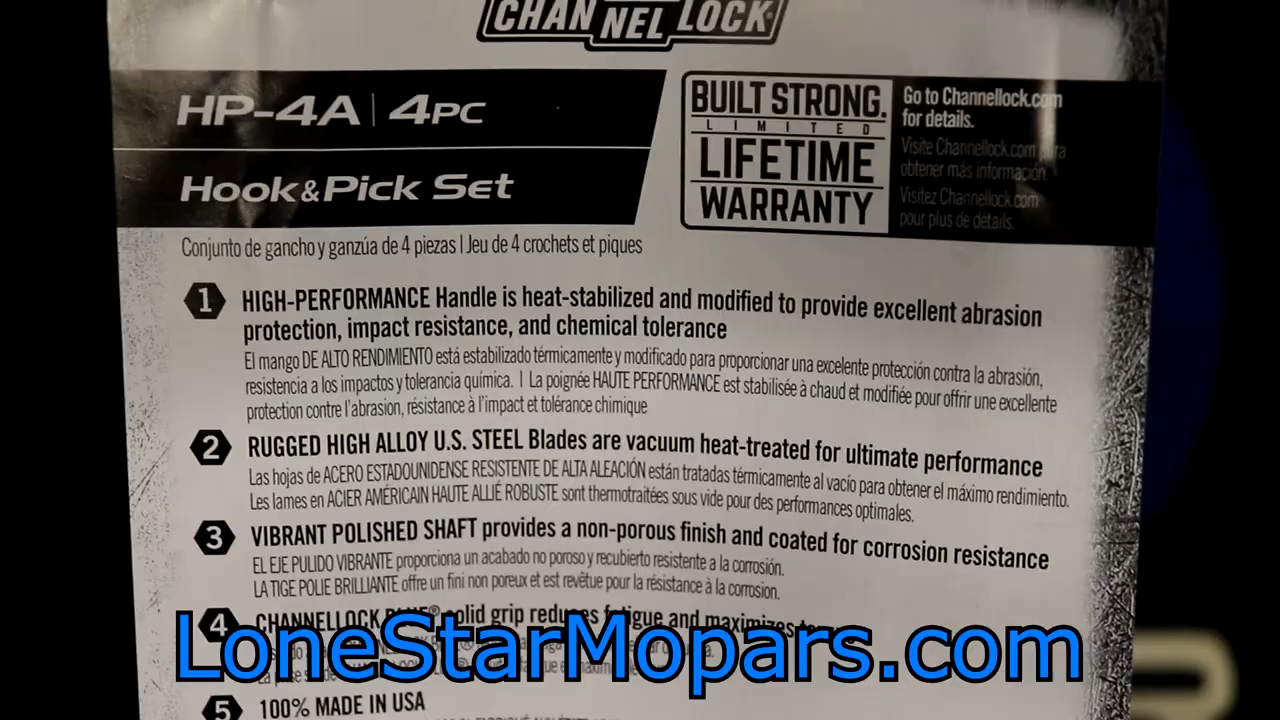 CHANNELLOCK
HP-4A | 4PC
Hook & Pick Set
BUILT STRONG.
LIMITED
LIFETIME
WARRANTY
Go to Channellock.com
for details.
Visite Channellock.com para
obtener más información.
Visitez Channellock.com
pour plus de détails.
Conjunto de gancho y ganzúa de 4 piezas | Jeu de 4 crochets et piques
1 HIGH-PERFORMANCE Handle is heat-stabilized and modified to provide excellent abrasion
protection, impact resistance, and chemical tolerance
El mango DE ALTO RENDIMIENTO está estabilizado térmicamente y modificado para proporcionar una excelente protección contra la abrasión,
resistencia a los impactos y tolerancia química. | La poignée HAUTE PERFORMANCE est stabilisée à chaud et modifiée pour offrir une excellente
protection contre l'abrasion, résistance à l'impact et tolérance chimique
2 RUGGED HIGH ALLOY U.S. STEEL Blades are vacuum heat-treated for ultimate performance
Las hojas de ACERO ESTADOUNIDENSE RESISTENTE DE ALTA ALEACIÓN están tratadas térmicamente al vacío para obtener el máximo rendimiento.
Les lames en ACIER AMÉRICAIN HAUTE ALLIÉ ROBUSTE sont thermotraitées sous vide pour des performances optimales.
3 VIBRANT POLISHED SHAFT provides a non-porous finish and coated for corrosion resistance
EL EJE PULIDO VIBRANTE proporciona un acabado no poroso y recubierto resistente a la corrosión.
LA TIGE POLIE BRILLANTE offre un fini non poreux et est revêtue pour la résistance à la corrosion.
4 CHANNELLOCK BLUE® solid grip reduces fatigue and maximizes
LoneStarMopars.com
5 100% MADE IN USA